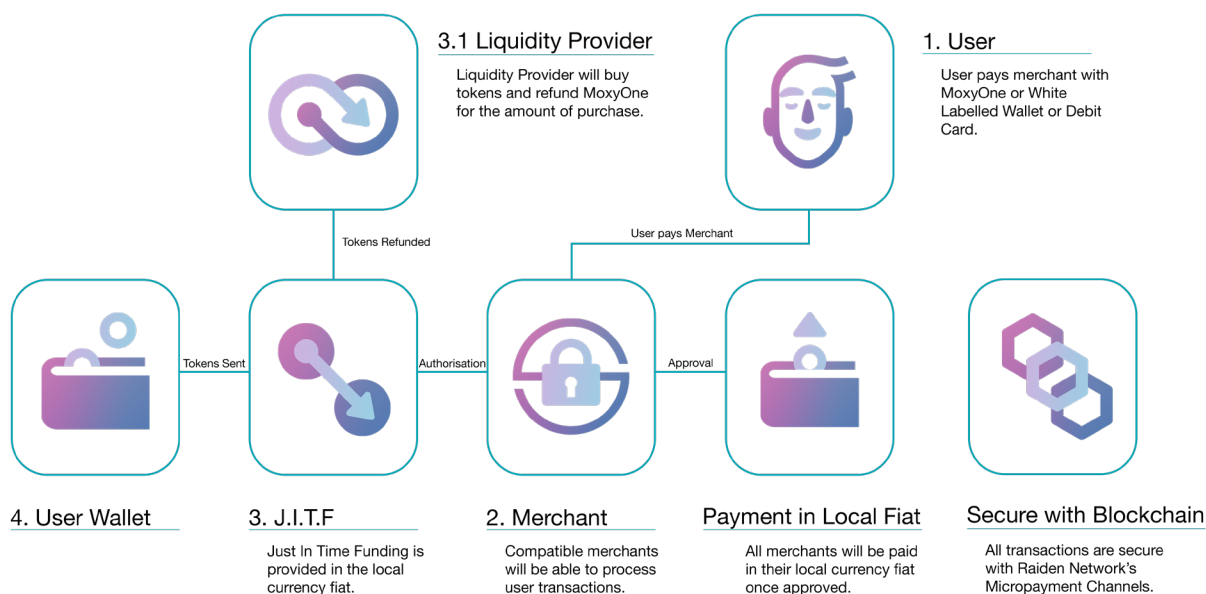 3.1 Liquidity Provider
Liquidity Provider will buy
tokens and refund MoxyOne
for the amount of purchase.
1. User
User pays merchant with
MoxyOne or White
Labelled Wallet or Debit
Card.
Tokens Refunded
User pays Merchant
Tokens Sent
Authorisation
Approval
4. User Wallet
3. J.I.T.F
Just In Time Funding is
provided in the local
currency fiat.
2. Merchant
Compatible merchants
will be able to process
user transactions.
Payment in Local Fiat
All merchants will be paid
in their local currency fiat
once approved.
Secure with Blockchain
All transactions are secure
with Raiden Network's
Micropayment Channels.